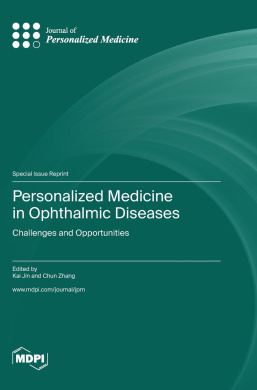 Journal of
Personalized Medicine
Special Issue Reprint
Personalized Medicine
in Ophthalmic Diseases
Challenges and Opportunities
Edited by
Kai Jin and Chun Zhang
www.mdpi.com/journal/jpm
MDPI